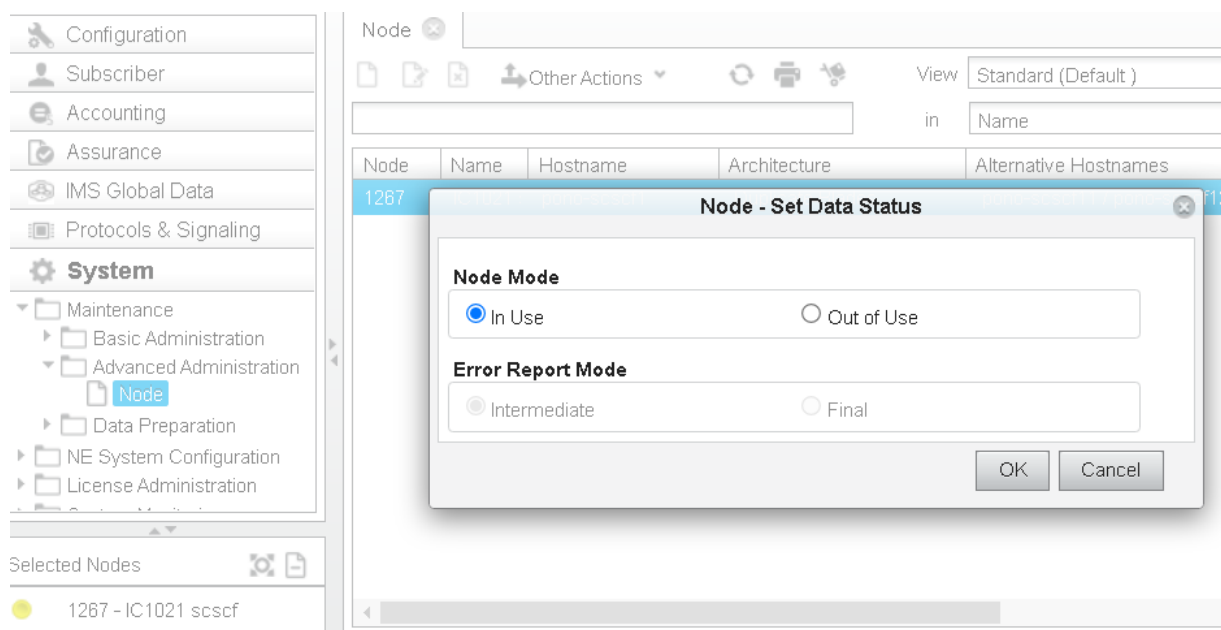 Configuration
Subscriber
Accounting
Assurance
IMS Global Data
Protocols & Signaling
System
Maintenance
Basic Administration
Advanced Administration
Node
Data Preparation
NE System Configuration
License Administration
Selected Nodes
1267 - IC1021 scscf
Node
Other Actions
View Standard (Default )
in Name
Node Name Hostname Architecture Alternative Hostnames
1267
Node - Set Data Status
Node Mode
In Use Out of Use
Error Report Mode
Intermediate Final
OK Cancel